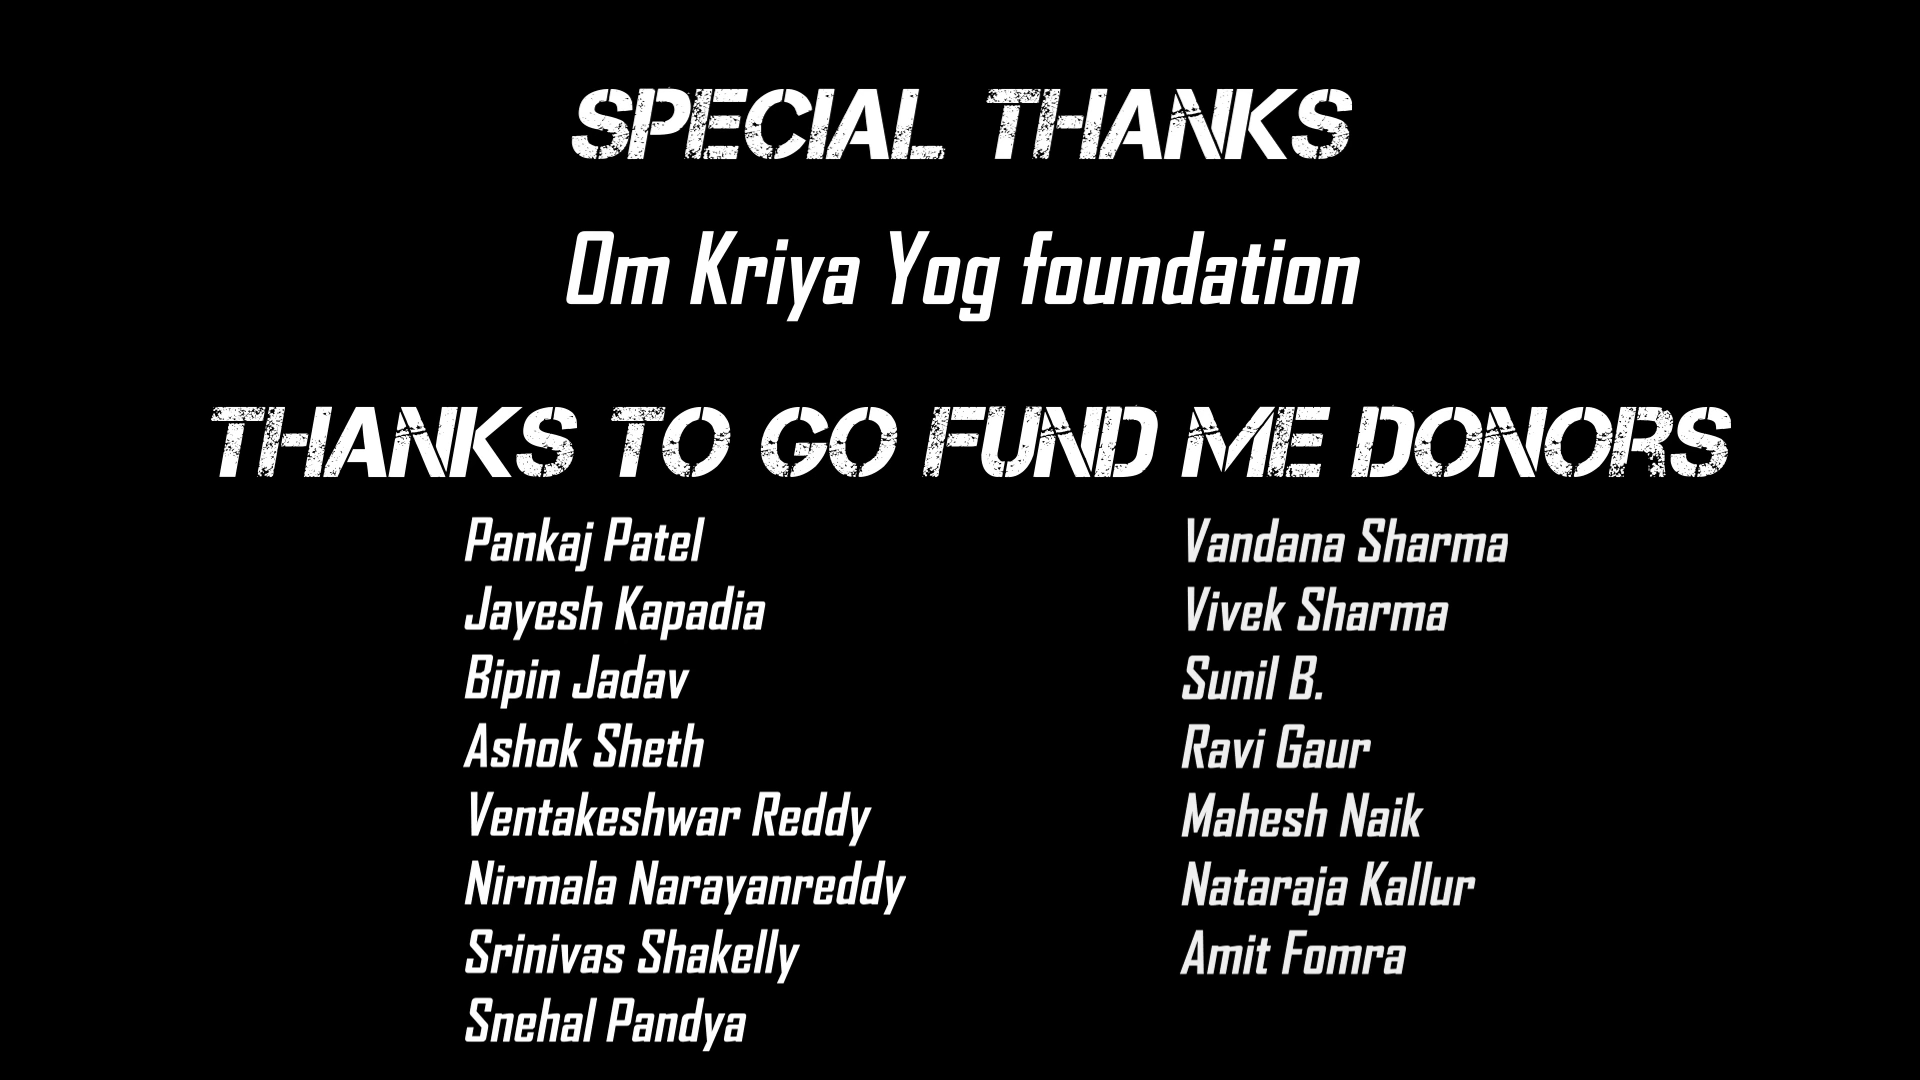 SPECIAL THANKS
Om Kriya Yog foundation
THANKS TO GO FUND ME DONORS
Pankaj Patel
Jayesh Kapadia
Bipin Jadav
Ashok Sheth
Ventakeshwar Reddy
Nirmala Narayanreddy
Srinivas Shakelly
Snehal Pandya
Vandana Sharma
Vivek Sharma
Sunil B.
Ravi Gaur
Mahesh Naik
Nataraja Kallur
Amit Fomra